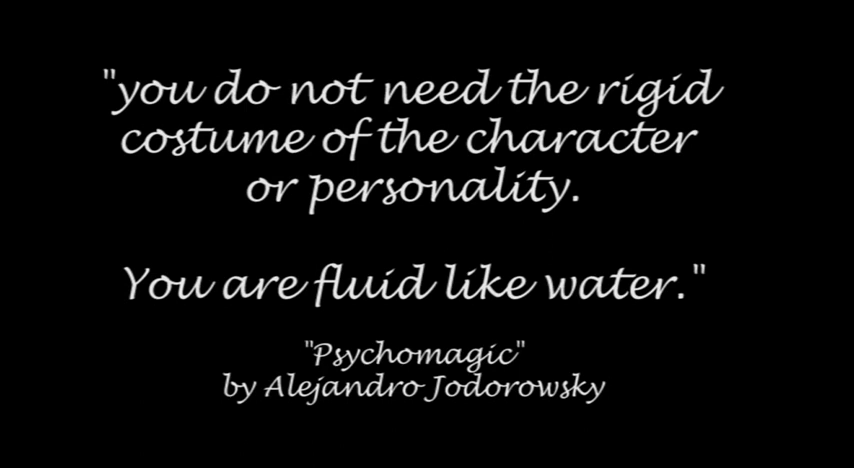 "you do not need the rigid
costume of the character
or personality.
You are fluid like water."
"Psychomagic"
by Alejandro Jodorowsky